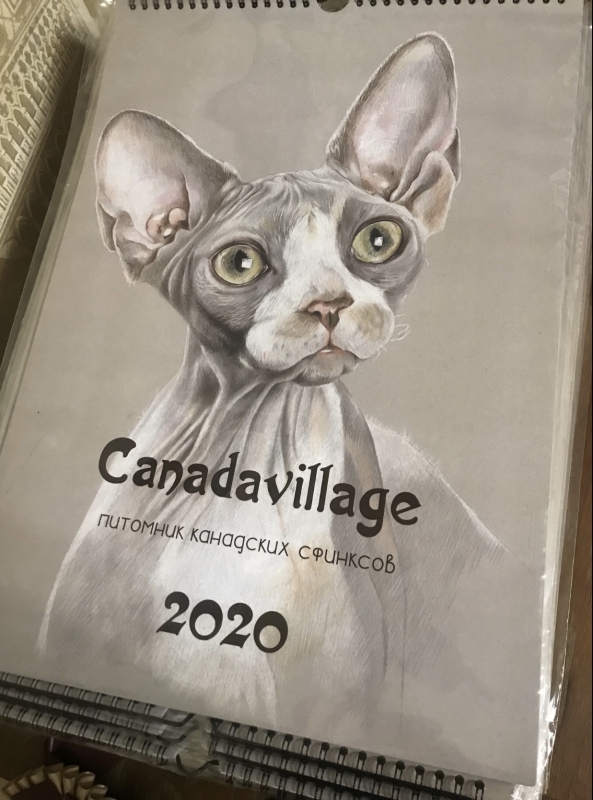 Canadavillage
питомник канадских сфинксов
2020